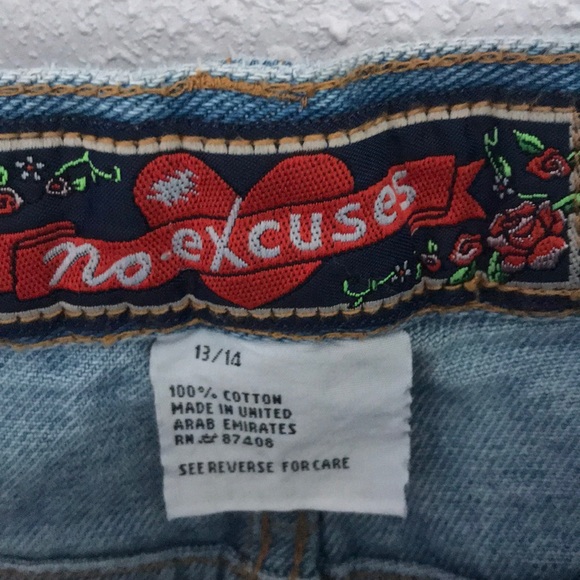 no·excuses
13/14
100% COTTON
MADE IN UNITED
ARAB EMIRATES
RN # 87408
SEE REVERSE FOR CARE